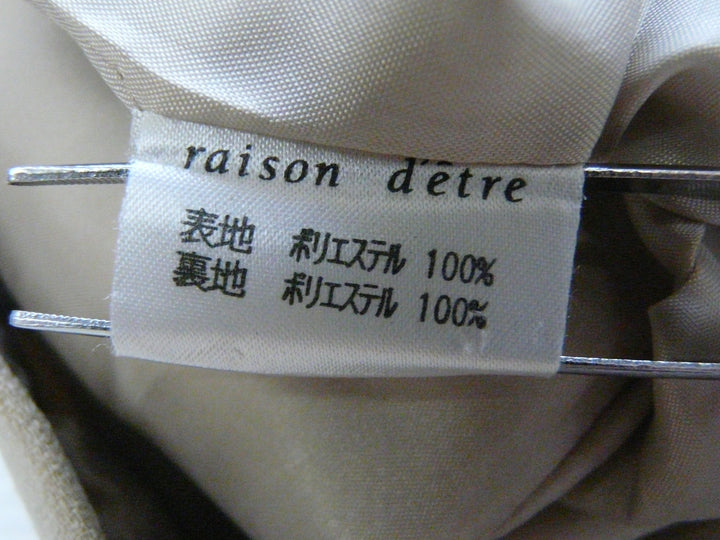 raison d'être
表地 ポリエステル 100%
裏地 ポリエステル 100%